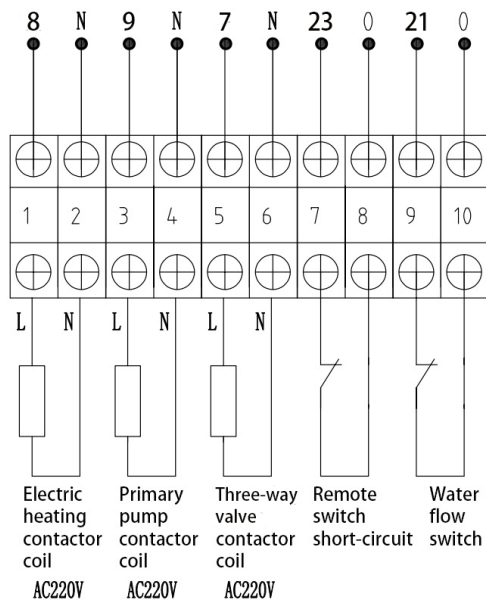 8 N 9 N 7 N 23 0 21 0
1 2 3 4 5 6 7 8 9 10
L N L N L N
Electric
heating
contactor
coil
AC220V
Primary
pump
contactor
coil
AC220V
Three-way
valve
contactor
coil
AC220V
Remote
switch
short-circuit
Water
flow
switch